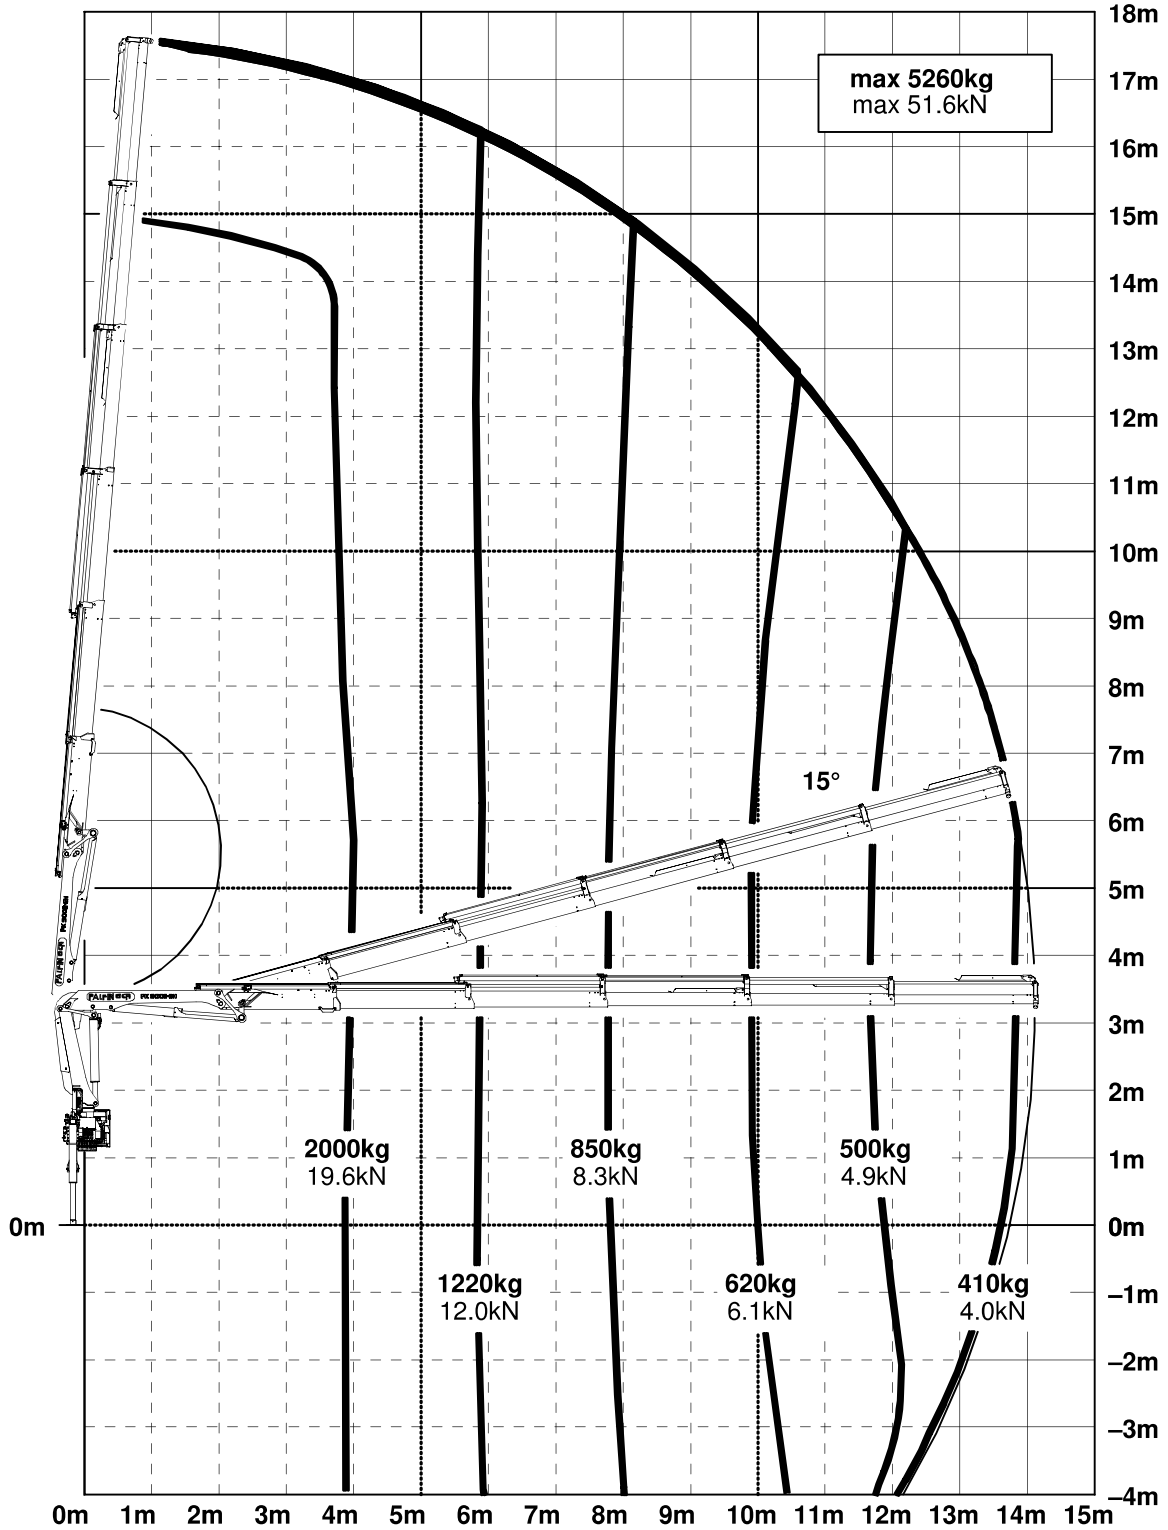 18m
max 5260kg
max 51.6kN
17m
16m
15m
14m
13m
12m
11m
10m
9m
8m
7m
15°
6m
5m
4m
PALFINGER
3m
2m
2000kg
850kg
500kg
1m
19.6kN
8.3kN
4.9kN
0m
0m
1220kg
620kg
410kg
–1m
12.0kN
6.1kN
4.0kN
–2m
–3m
–4m
0m 1m 2m 3m 4m 5m 6m 7m 8m 9m 10m 11m 12m 13m 14m 15m